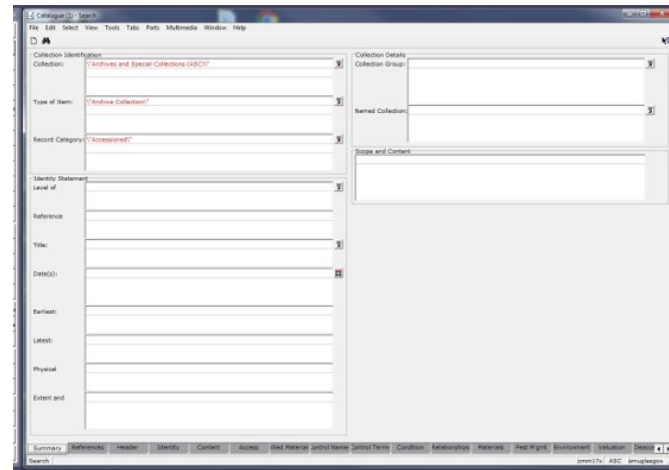 Catalogue (1) - Search
File Edit Select View Tools Tabs Parts Multimedia Window Help
Collection Identification
Collection:
\"Archives and Special Collections (ASC)\"
Type of Item:
\"Archive Collection\"
Record Category:
\"Accessioned\"
Identity Statement
Level of
Reference
Title:
Date(s):
Earliest:
Latest:
Physical
Extent and
Collection Details
Collection Group:
Named Collection:
Scope and Content
Summary References Header Identity Content Access Allied Material Control Name Control Terms Condition Relationships Materials Pest M'gmt Environment Valuation Deacce
Search ASC